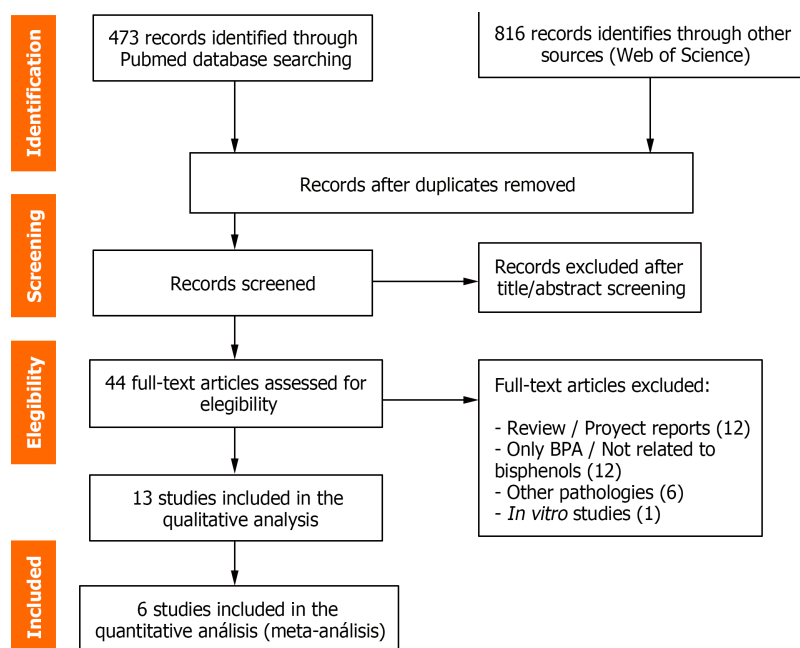 Identification
473 records identified through
Pubmed database searching
816 records identifies through other
sources (Web of Science)
Records after duplicates removed
Screening
Records screened
Records excluded after
title/abstract screening
Elegibility
44 full-text articles assessed for
elegibility
Full-text articles excluded:
- Review / Proyect reports (12)
- Only BPA / Not related to
bisphenols (12)
- Other pathologies (6)
- In vitro studies (1)
13 studies included in the
qualitative analysis
Included
6 studies included in the
quantitative análisis (meta-análisis)